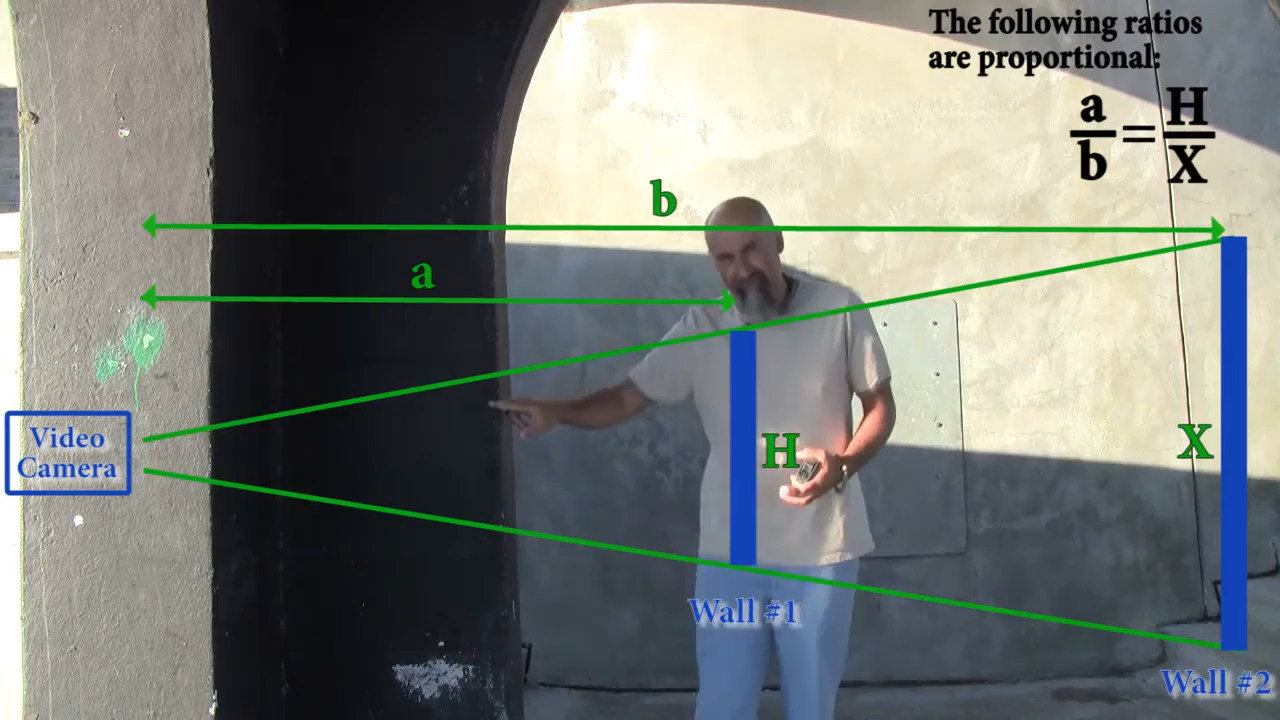 The following ratios
are proportional:
a
b
=
H
X
b
a
Video
Camera
H
X
Wall #1
Wall #2